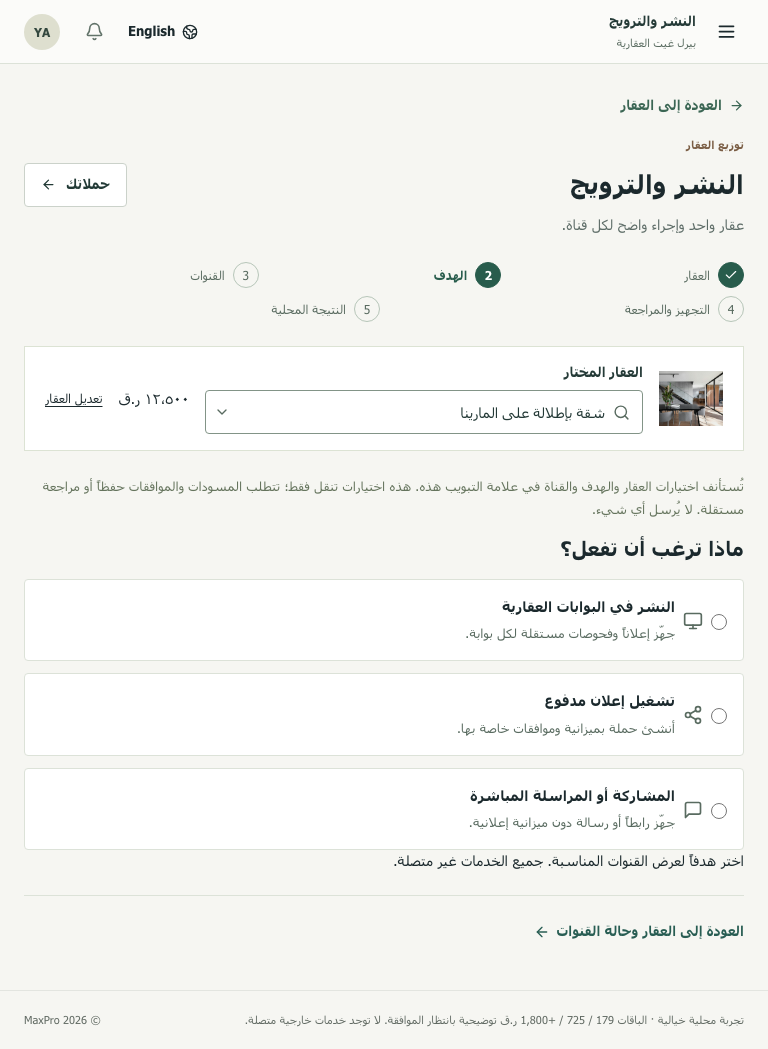 النشر والترويج
بيرل غيت العقارية
English
YA
العودة إلى العقار
توزيع العقار
النشر والترويج
حملاتك
عقار واحد وإجراء واضح لكل قناة.
العقار
2 الهدف
3 القنوات
4 التجهيز والمراجعة
5 النتيجة المحلية
العقار المختار
شقة بإطلالة على المارينا
١٢٬٥٠٠ ر.ق
تعديل العقار
تُستأنف اختيارات العقار والهدف والقناة في علامة التبويب هذه. هذه اختيارات تنقل فقط؛ تتطلب المسودات والموافقات حفظاً أو مراجعة
مستقلة. لا يُرسل أي شيء.
ماذا ترغب أن تفعل؟
النشر في البوابات العقارية
جهّز إعلاناً وفحوصات مستقلة لكل بوابة.
تشغيل إعلان مدفوع
أنشئ حملة بميزانية وموافقات خاصة بها.
المشاركة أو المراسلة المباشرة
جهّز رابطاً أو رسالة دون ميزانية إعلانية.
اختر هدفاً لعرض القنوات المناسبة. جميع الخدمات غير متصلة.
العودة إلى العقار وحالة القنوات
تجربة محلية خيالية · الباقات 179 / 725 / +1,800 ر.ق توضيحية بانتظار الموافقة. لا توجد خدمات خارجية متصلة.
© 2026 MaxPro